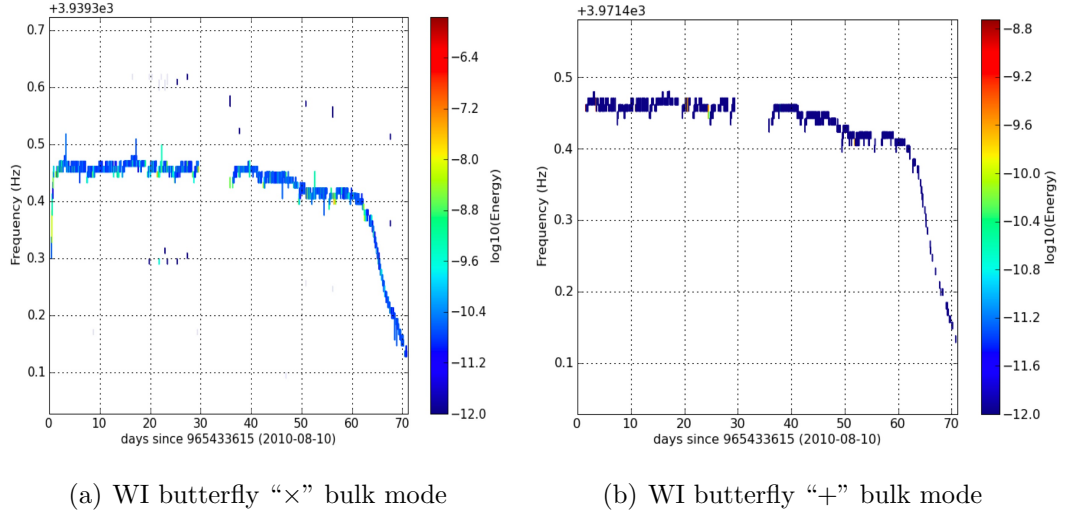 +3.9393e3
0.7
0.6
0.5
0.4
0.3
0.2
0.1
Frequency (Hz)
0 10 20 30 40 50 60 70
days since 965433615 (2010-08-10)
−6.4
−7.2
−8.0
−8.8
−9.6
−10.4
−11.2
−12.0
log10(Energy)
+3.9714e3
0.5
0.4
0.3
0.2
0.1
Frequency (Hz)
0 10 20 30 40 50 60 70
days since 965433615 (2010-08-10)
−8.8
−9.2
−9.6
−10.0
−10.4
−10.8
−11.2
−11.6
−12.0
log10(Energy)
(a) WI butterfly “×” bulk mode
(b) WI butterfly “+” bulk mode